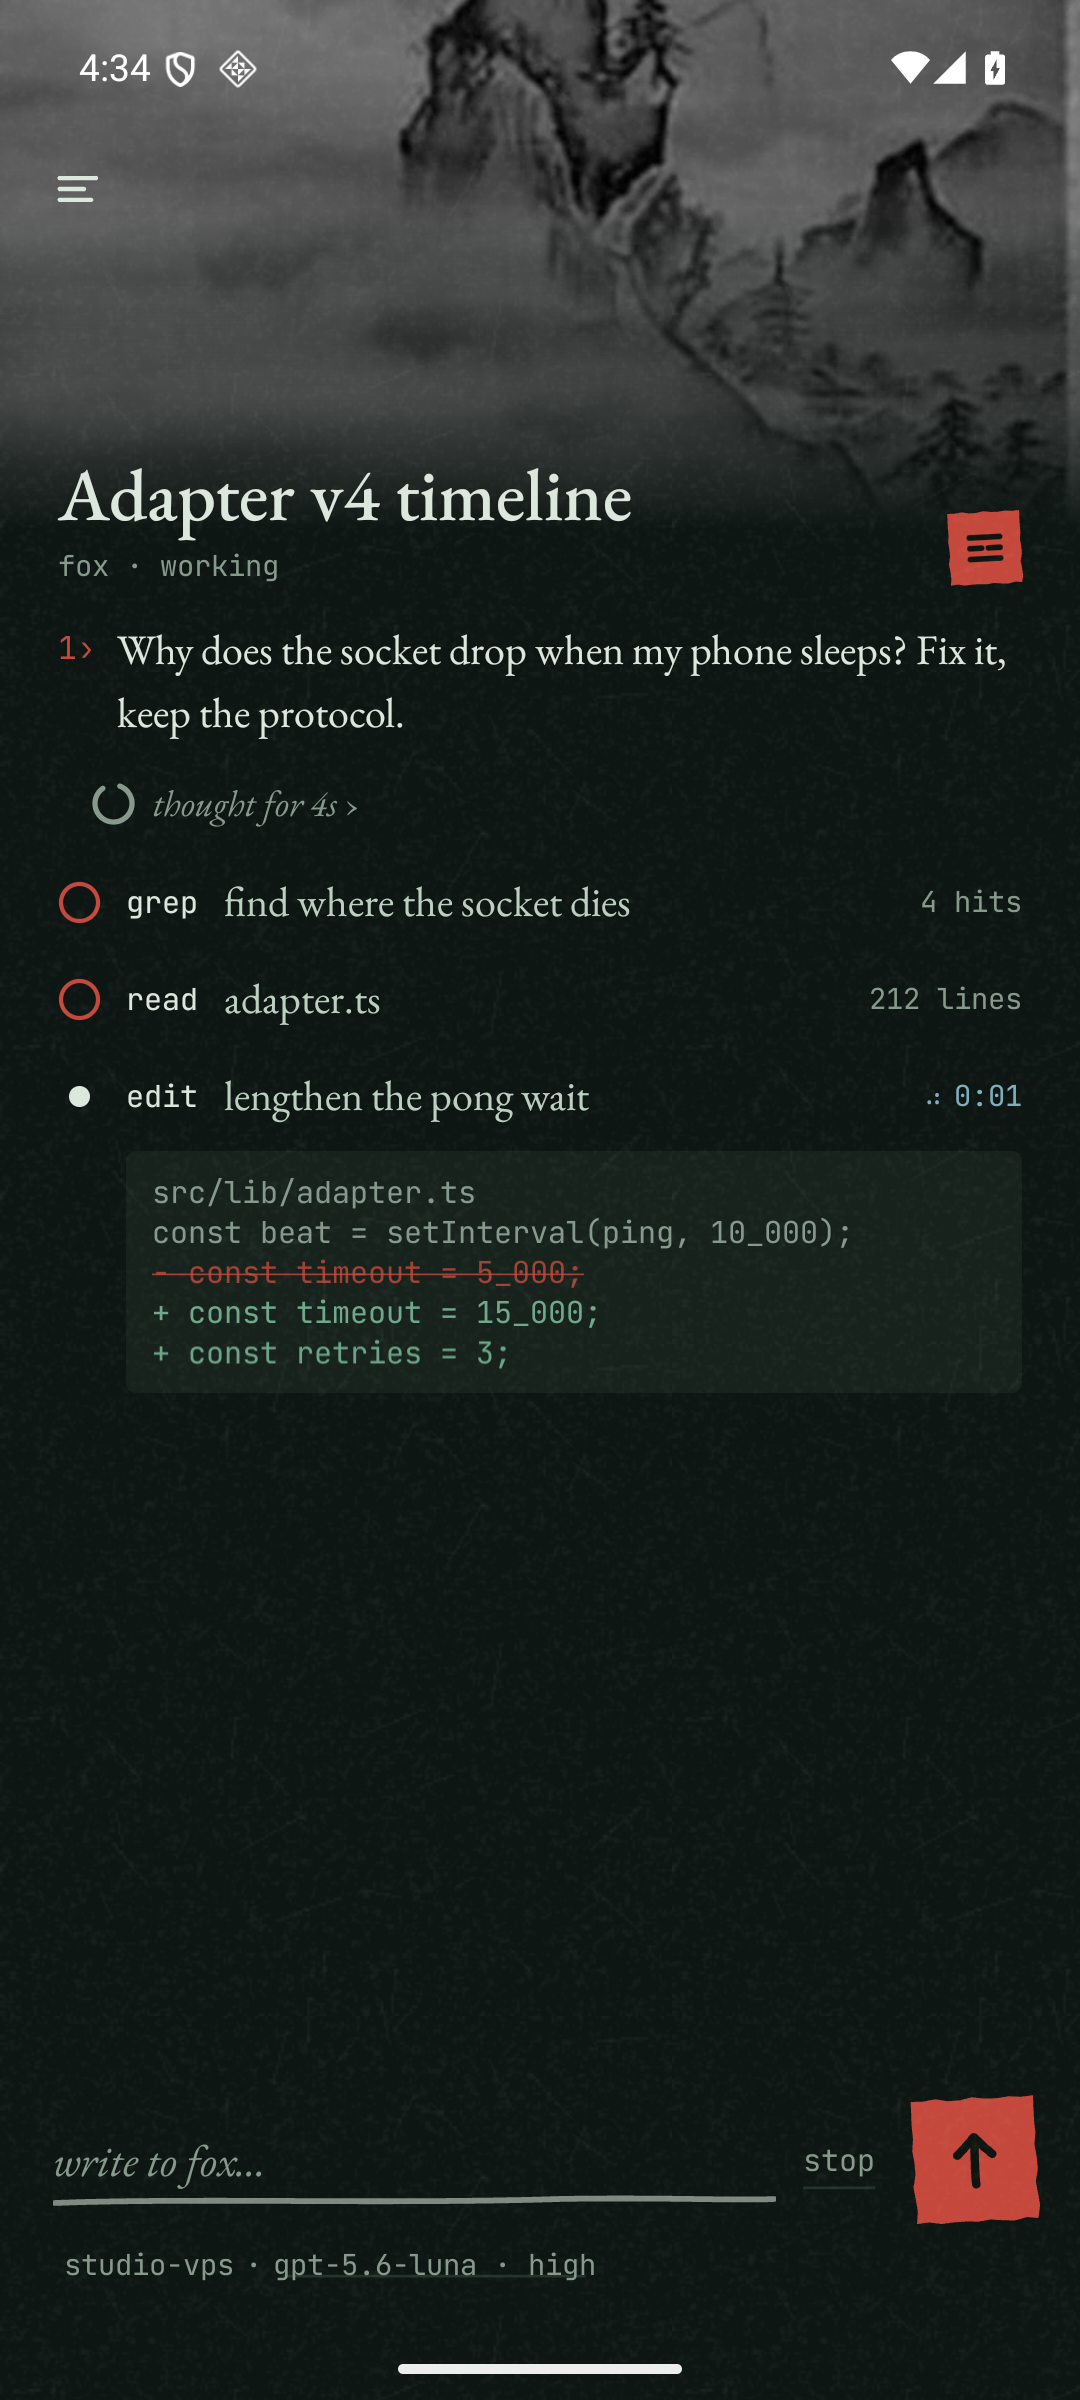 4:34
Adapter v4 timeline
fox · working
1› Why does the socket drop when my phone sleeps? Fix it,
keep the protocol.
thought for 4s ›
grep find where the socket dies 4 hits
read adapter.ts 212 lines
edit lengthen the pong wait 0:01
src/lib/adapter.ts
const beat = setInterval(ping, 10_000);
- const timeout = 5_000;
+ const timeout = 15_000;
+ const retries = 3;
write to fox...
stop
studio-vps · gpt-5.6-luna · high